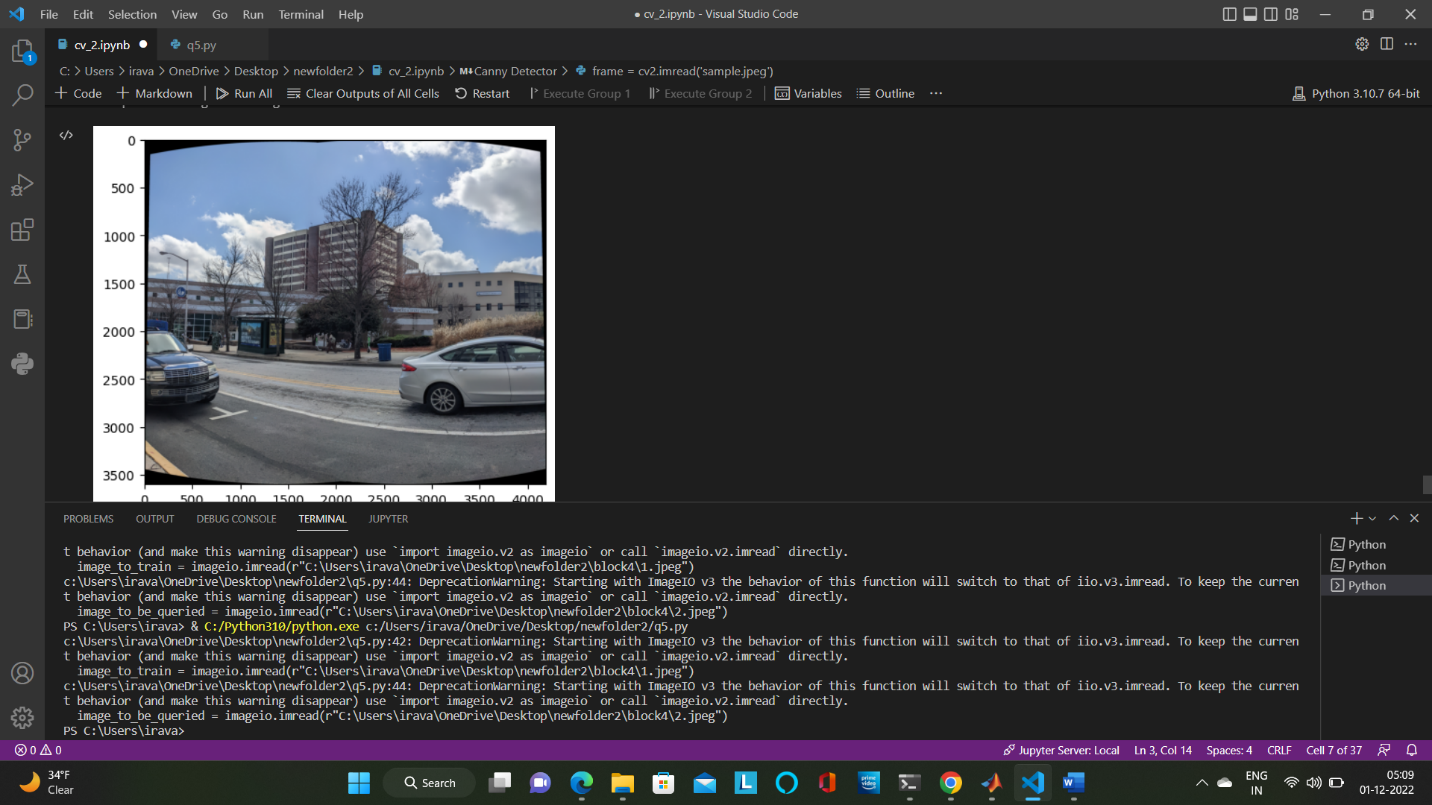 File Edit Selection View Go Run Terminal Help
● cv_2.ipynb - Visual Studio Code
cv_2.ipynb ●
q5.py
C: > Users > irava > OneDrive > Desktop > newfolder2 > cv_2.ipynb > M↓Canny Detector > frame = cv2.imread('sample.jpeg')
+ Code + Markdown | Run All Clear Outputs of All Cells Restart Execute Group 1 Execute Group 2 | Variables Outline ···
Python 3.10.7 64-bit
0
500
1000
1500
2000
2500
3000
3500
0 500 1000 1500 2000 2500 3000 3500 4000
PROBLEMS OUTPUT DEBUG CONSOLE TERMINAL JUPYTER
t behavior (and make this warning disappear) use `import imageio.v2 as imageio` or call `imageio.v2.imread` directly.
image_to_train = imageio.imread(r"C:\Users\irava\OneDrive\Desktop\newfolder2\block4\1.jpeg")
c:\Users\irava\OneDrive\Desktop\newfolder2\q5.py:44: DeprecationWarning: Starting with ImageIO v3 the behavior of this function will switch to that of iio.v3.imread. To keep the curren
t behavior (and make this warning disappear) use `import imageio.v2 as imageio` or call `imageio.v2.imread` directly.
image_to_be_queried = imageio.imread(r"C:\Users\irava\OneDrive\Desktop\newfolder2\block4\2.jpeg")
PS C:\Users\irava> & C:/Python310/python.exe c:/Users/irava/OneDrive/Desktop/newfolder2/q5.py
c:\Users\irava\OneDrive\Desktop\newfolder2\q5.py:42: DeprecationWarning: Starting with ImageIO v3 the behavior of this function will switch to that of iio.v3.imread. To keep the curren
t behavior (and make this warning disappear) use `import imageio.v2 as imageio` or call `imageio.v2.imread` directly.
image_to_train = imageio.imread(r"C:\Users\irava\OneDrive\Desktop\newfolder2\block4\1.jpeg")
c:\Users\irava\OneDrive\Desktop\newfolder2\q5.py:44: DeprecationWarning: Starting with ImageIO v3 the behavior of this function will switch to that of iio.v3.imread. To keep the curren
t behavior (and make this warning disappear) use `import imageio.v2 as imageio` or call `imageio.v2.imread` directly.
image_to_be_queried = imageio.imread(r"C:\Users\irava\OneDrive\Desktop\newfolder2\block4\2.jpeg")
PS C:\Users\irava>
Python
Python
Python
0 0
Jupyter Server: Local Ln 3, Col 14 Spaces: 4 CRLF Cell 7 of 37
1
34°F
Clear
Search
prime video
ENG
IN
05:09
01-12-2022